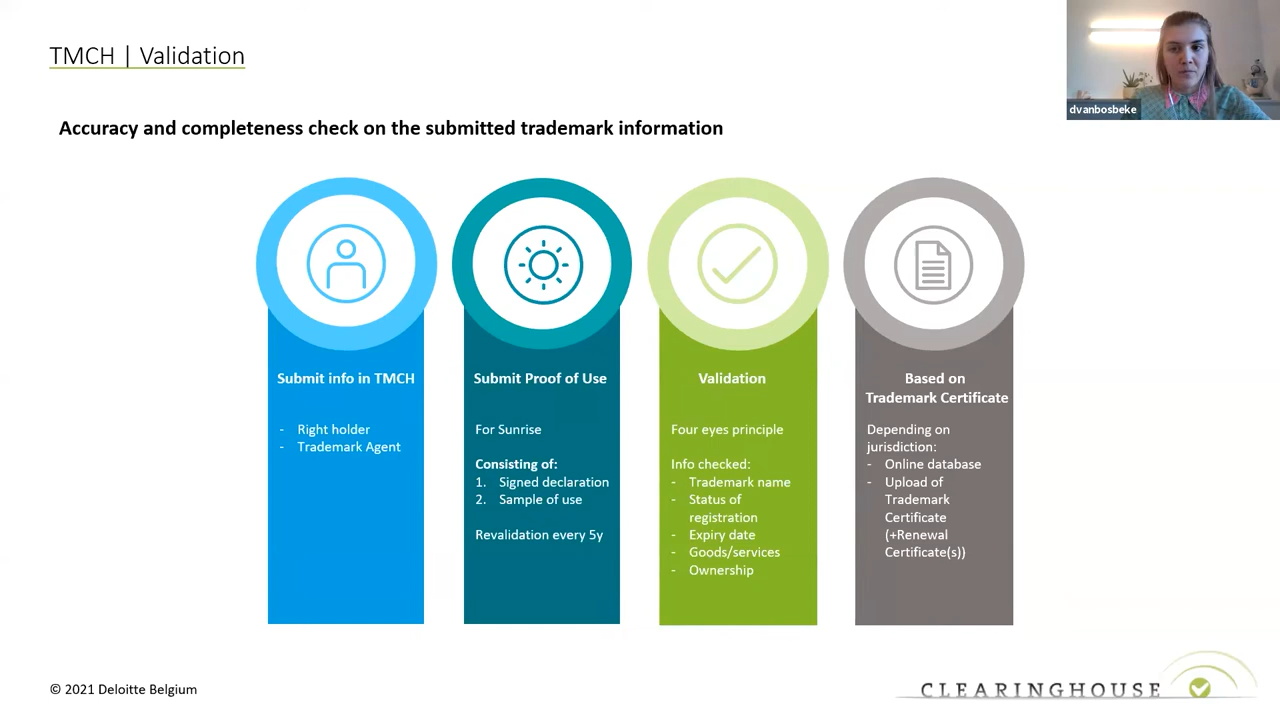 TMCH | Validation
dvanbosbeke
Accuracy and completeness check on the submitted trademark information
Submit info in TMCH
- Right holder
- Trademark Agent
Submit Proof of Use
For Sunrise
Consisting of:
1. Signed declaration
2. Sample of use
Revalidation every 5y
Validation
Four eyes principle
Info checked:
- Trademark name
- Status of
registration
- Expiry date
- Goods/services
- Ownership
Based on
Trademark Certificate
Depending on
jurisdiction:
- Online database
- Upload of
Trademark
Certificate
(+Renewal
Certificate(s))
© 2021 Deloitte Belgium
CLEARINGHOUSE